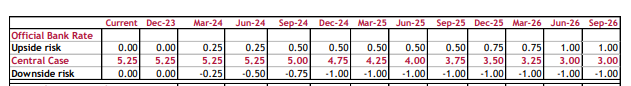 Current Dec-23 Mar-24 Jun-24 Sep-24 Dec-24 Mar-25 Jun-25 Sep-25 Dec-25 Mar-26 Jun-26 Sep-26
Official Bank Rate
Upside risk 0.00 0.00 0.25 0.25 0.50 0.50 0.50 0.50 0.50 0.75 0.75 1.00 1.00
Central Case 5.25 5.25 5.25 5.25 5.00 4.75 4.25 4.00 3.75 3.50 3.25 3.00 3.00
Downside risk 0.00 0.00 -0.25 -0.50 -0.75 -1.00 -1.00 -1.00 -1.00 -1.00 -1.00 -1.00 -1.00